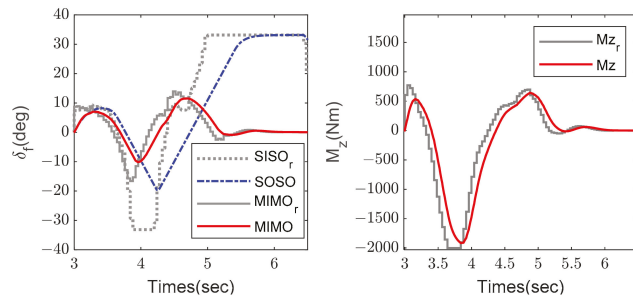 40
30
20
10
0
-10
-20
-30
-40
δf(deg)
SISOr
SOSO
MIMOr
MIMO
3
4
5
6
Times(sec)
1500
1000
500
0
-500
-1000
-1500
-2000
Mz(Nm)
Mzr
Mz
3
3.5
4
4.5
5
5.5
6
Times(sec)